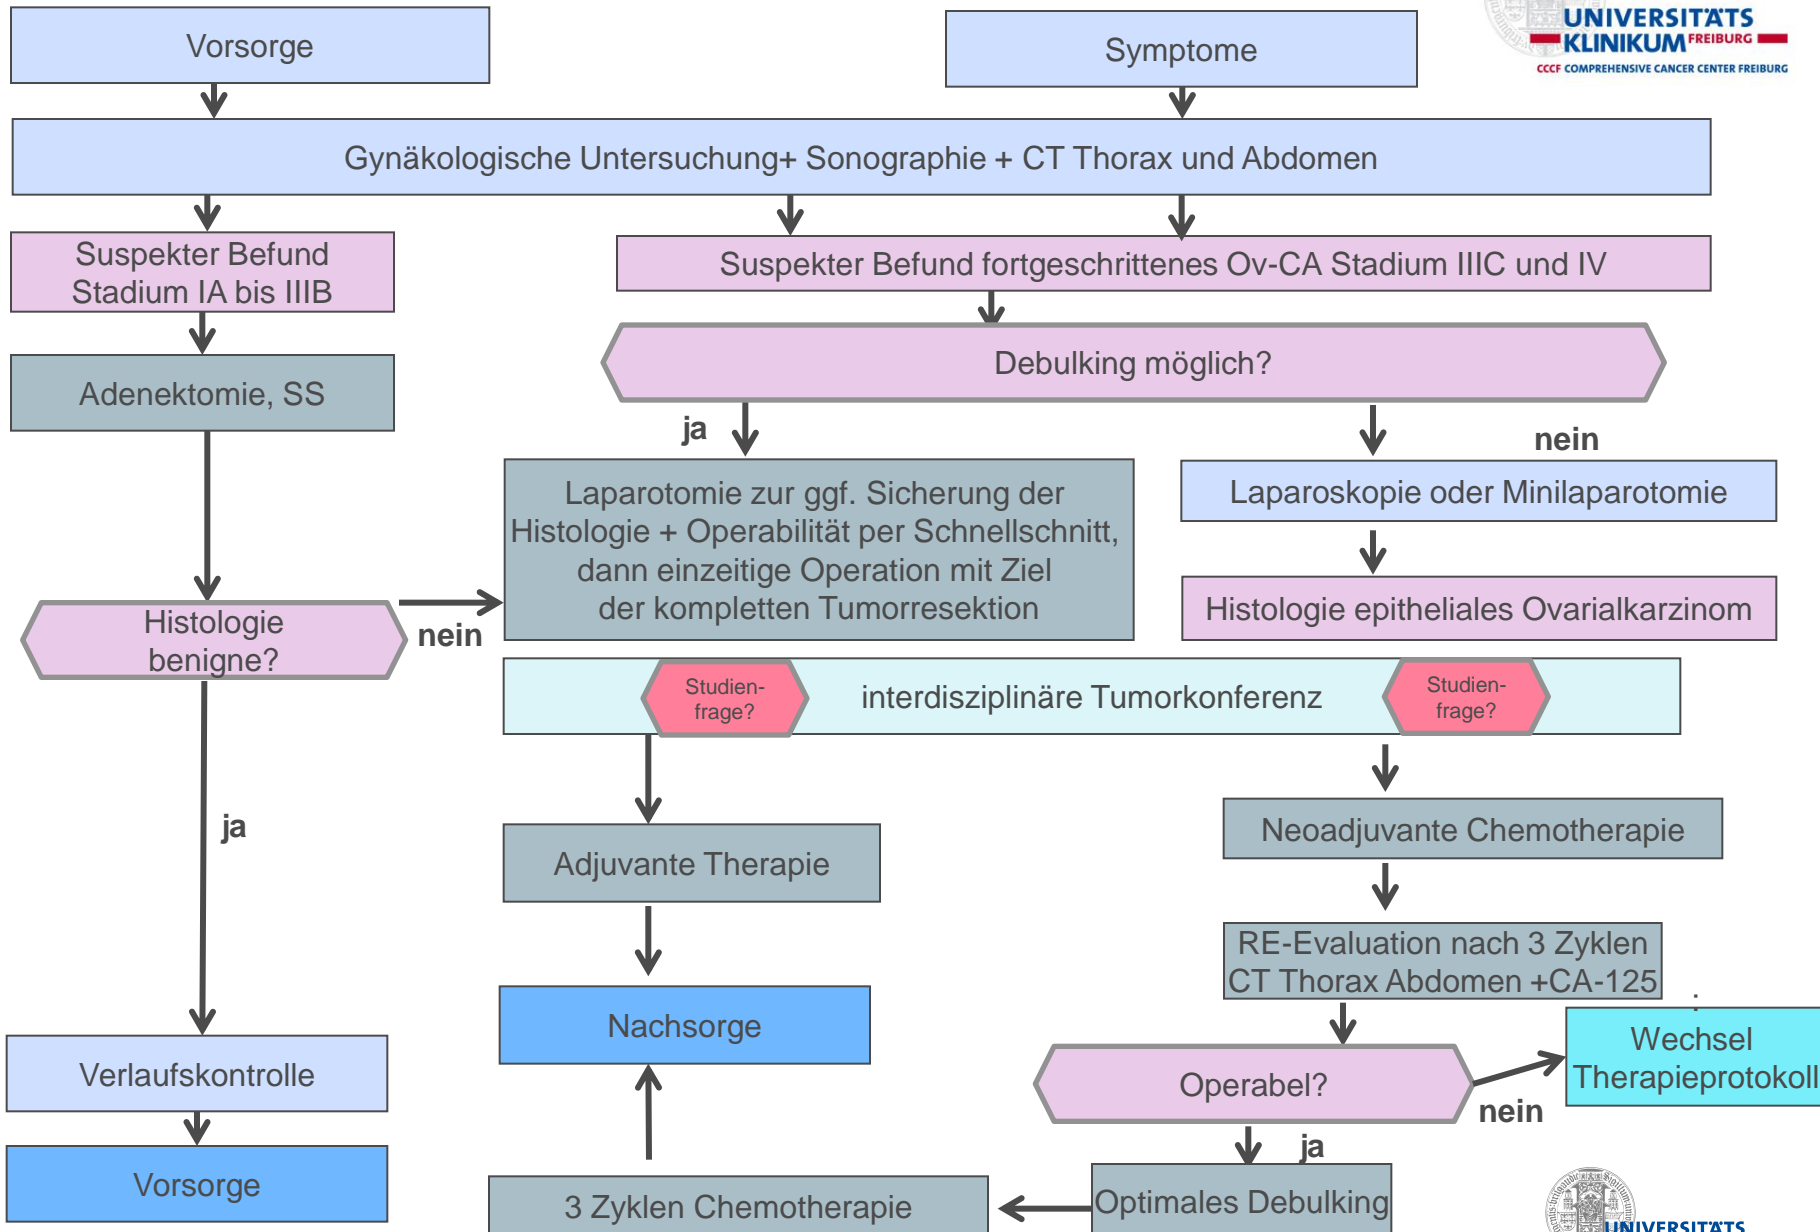 UNIVERSITÄTS
KLINIKUM FREIBURG
CCCF COMPREHENSIVE CANCER CENTER FREIBURG
Vorsorge
Symptome
Gynäkologische Untersuchung+ Sonographie + CT Thorax und Abdomen
Suspekter Befund
Stadium IA bis IIIB
Suspekter Befund fortgeschrittenes Ov-CA Stadium IIIC und IV
Adenektomie, SS
Debulking möglich?
ja
nein
Laparotomie zur ggf. Sicherung der
Histologie + Operabilität per Schnellschnitt,
dann einzeitige Operation mit Ziel
der kompletten Tumorresektion
Laparoskopie oder Minilaparotomie
Histologie epitheliales Ovarialkarzinom
Histologie
benigne?
nein
Studien-
frage?
interdisziplinäre Tumorkonferenz
Studien-
frage?
ja
Adjuvante Therapie
Neoadjuvante Chemotherapie
RE-Evaluation nach 3 Zyklen
CT Thorax Abdomen +CA-125
.
Nachsorge
Wechsel
Therapieprotokoll
Verlaufskontrolle
Operabel?
nein
ja
Vorsorge
3 Zyklen Chemotherapie
Optimales Debulking
UNIVERSITÄTS